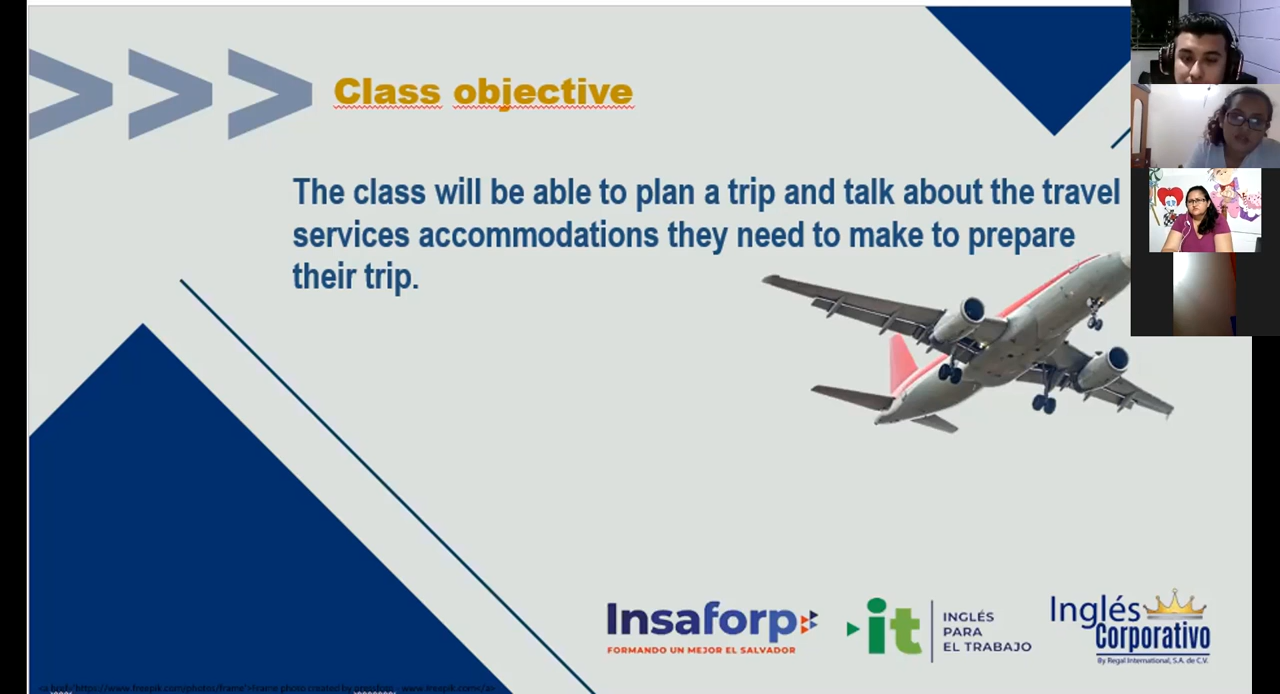 Class objective
The class will be able to plan a trip and talk about the travel
services accommodations they need to make to prepare
their trip.
Insaforp
FORMANDO UN MEJOR EL SALVADOR
it
INGLÉS
PARA
EL TRABAJO
Inglés
Corporativo
By Regal International, S.A. de C.V.